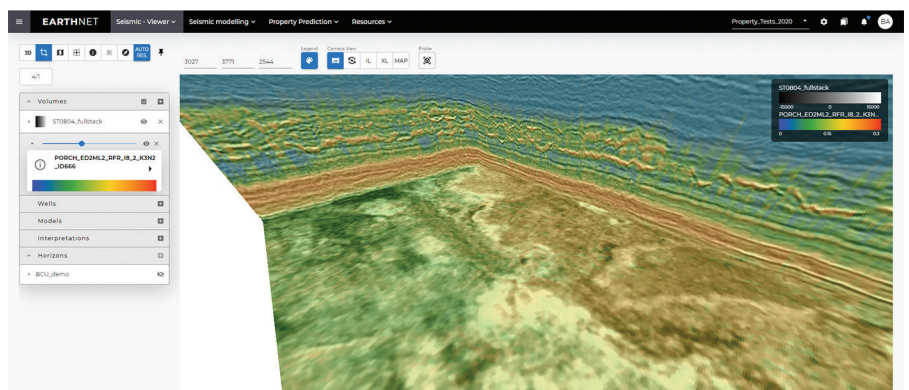 EARTHNET Seismic - Viewer Seismic modelling Property Prediction Resources Property_Tests_2020 BA
3D AUTO RES.
Legend Camera View Probe
3027 3771 2544 IL XL MAP
4/1
Volumes
ST0804_fullstack
PORCH_ED2ML2_RFR_I8_2_K3N2
_ID666
Wells
Models
Interpretations
Horizons
BCU_demo
ST0804_fullstack
-15000 0 15000
PORCH_ED2ML2_RFR_I8_2_K3N...
0 0.15 0.3